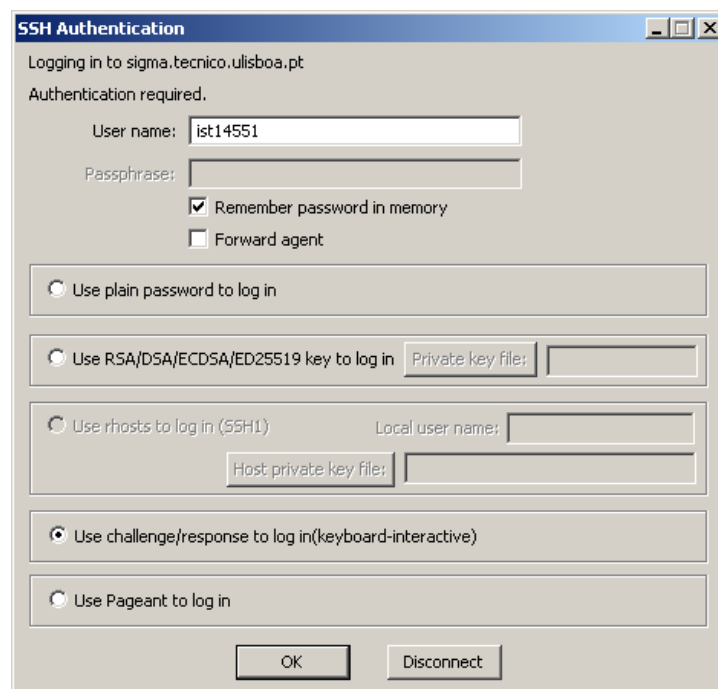 SSH Authentication
Logging in to sigma.tecnico.ulisboa.pt
Authentication required.
User name: ist14551
Passphrase:
Remember password in memory
Forward agent
Use plain password to log in
Use RSA/DSA/ECDSA/ED25519 key to log in Private key file:
Use rhosts to log in (SSH1) Local user name:
Host private key file:
Use challenge/response to log in(keyboard-interactive)
Use Pageant to log in
OK Disconnect